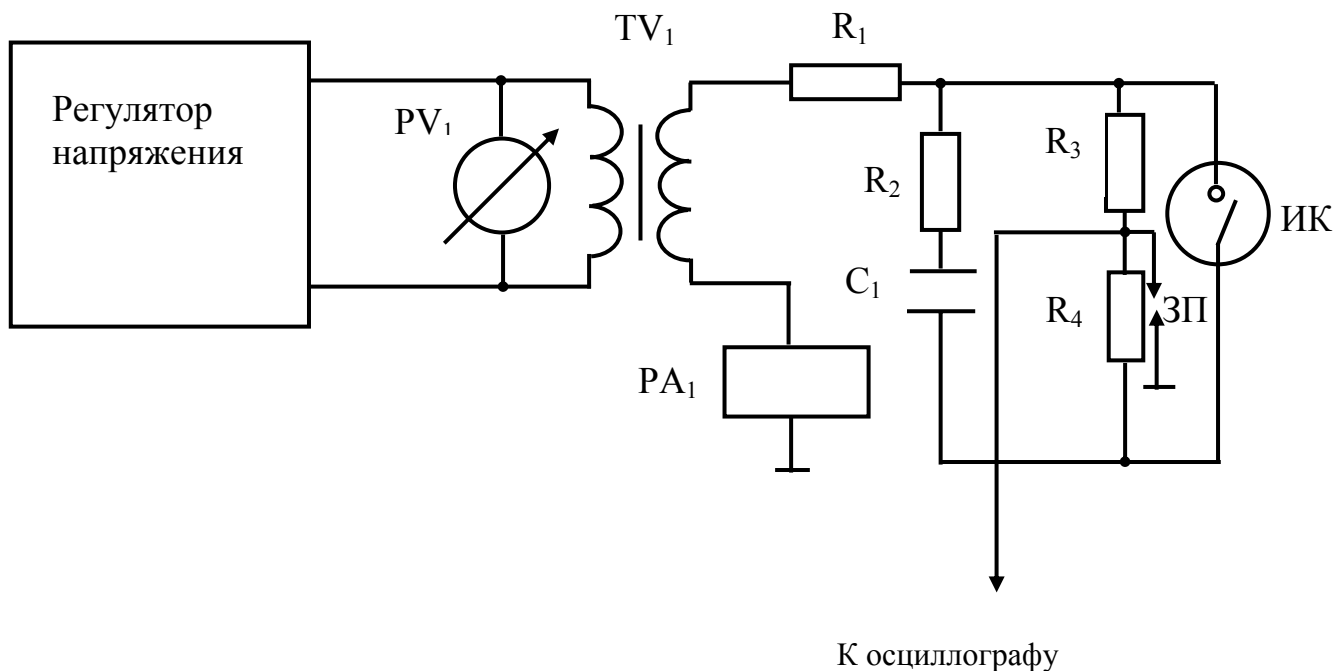 TV₁
R₁
Регулятор
напряжения
PV₁
R₂
R₃
ИК
C₁
R₄
ЗП
PA₁
К осциллографу